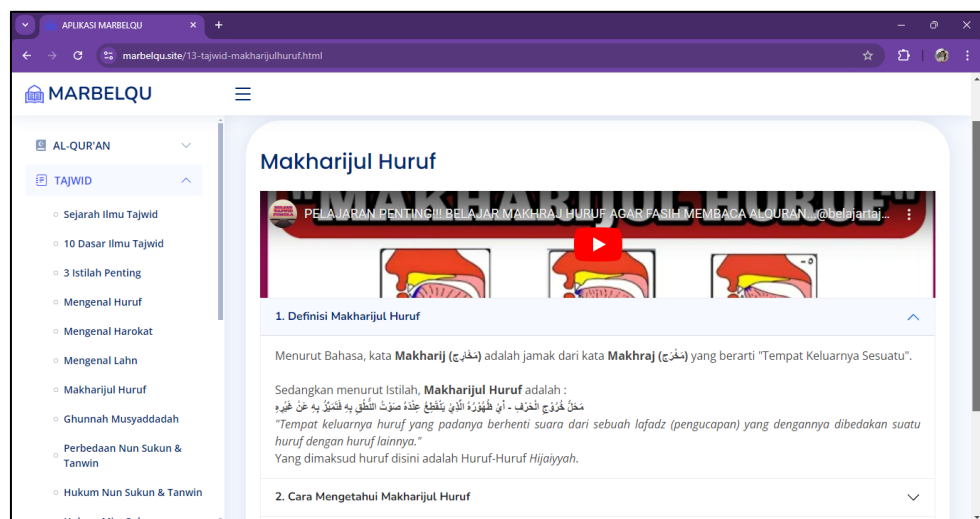 APLIKASI MARBELQU
marbelqu.site/13-tajwid-makharijulhuruf.html
MARBELQU
AL-QUR'AN
TAJWID
Sejarah Ilmu Tajwid
10 Dasar Ilmu Tajwid
3 Istilah Penting
Mengenal Huruf
Mengenal Harokat
Mengenal Lahn
Makharijul Huruf
Ghunnah Musyaddadah
Perbedaan Nun Sukun &
Tanwin
Hukum Nun Sukun & Tanwin
Makharijul Huruf
"MAKHARIJUL HURUF"
PELAJARAN PENTING!!! BELAJAR MAKHRAJ HURUF AGAR FASIH MEMBACA ALQURAN...@belajartaj...
1. Definisi Makharijul Huruf
Menurut Bahasa, kata Makharij (مَخَارِج) adalah jamak dari kata Makhraj (مَخْرَج) yang berarti "Tempat Keluarnya Sesuatu".
Sedangkan menurut Istilah, Makharijul Huruf adalah :
مَحَلُّ خُرُوْجِ الْحَرْفِ - أَيْ ظُهُوْرُهُ الَّذِيْ يَنْقَطِعُ عِنْدَهُ صَوْتُ النُّطْقِ بِهِ فَتَمَيَّزُ بِهِ عَنْ غَيْرِهِ
"Tempat keluarnya huruf yang padanya berhenti suara dari sebuah lafadz (pengucapan) yang dengannya dibedakan suatu
huruf dengan huruf lainnya."
Yang dimaksud huruf disini adalah Huruf-Huruf Hijaiyyah.
2. Cara Mengetahui Makharijul Huruf